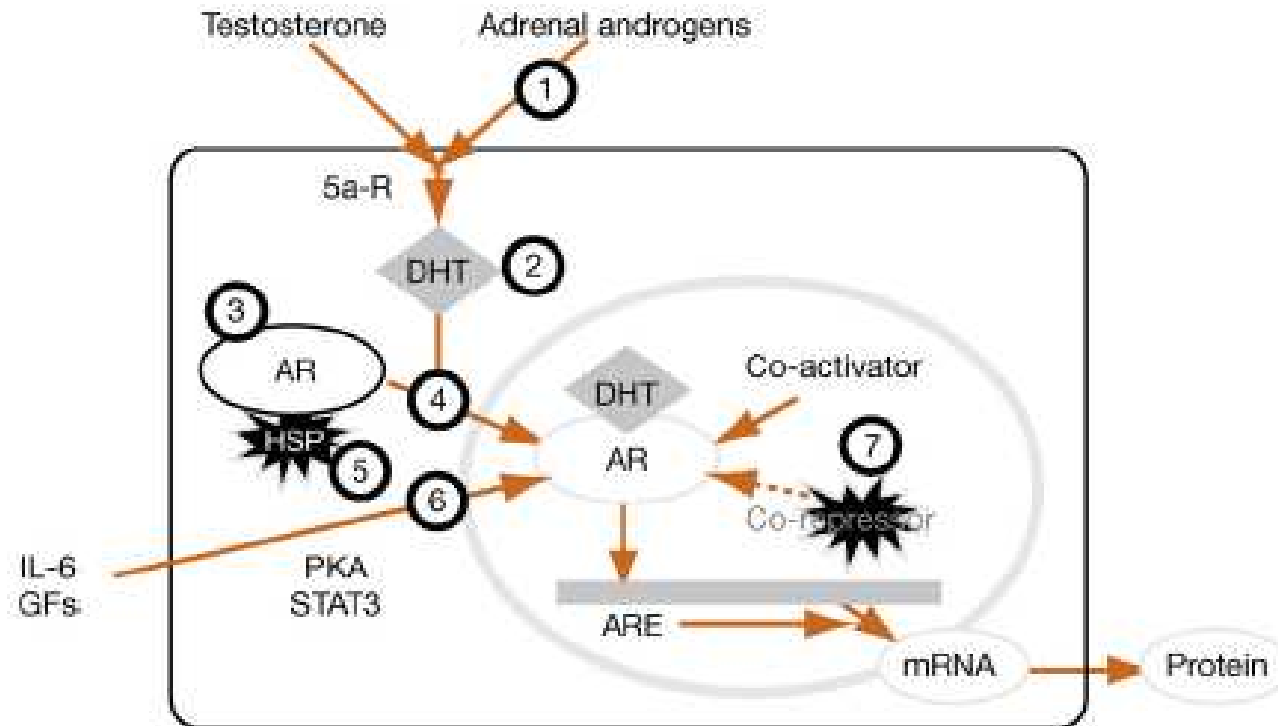 Testosterone
Adrenal androgens
1
5a-R
DHT
2
3
AR
DHT
Co-activator
4
HSP
AR
7
5
6
Co-repressor
IL-6
GFs
PKA
STAT3
ARE
mRNA
Protein